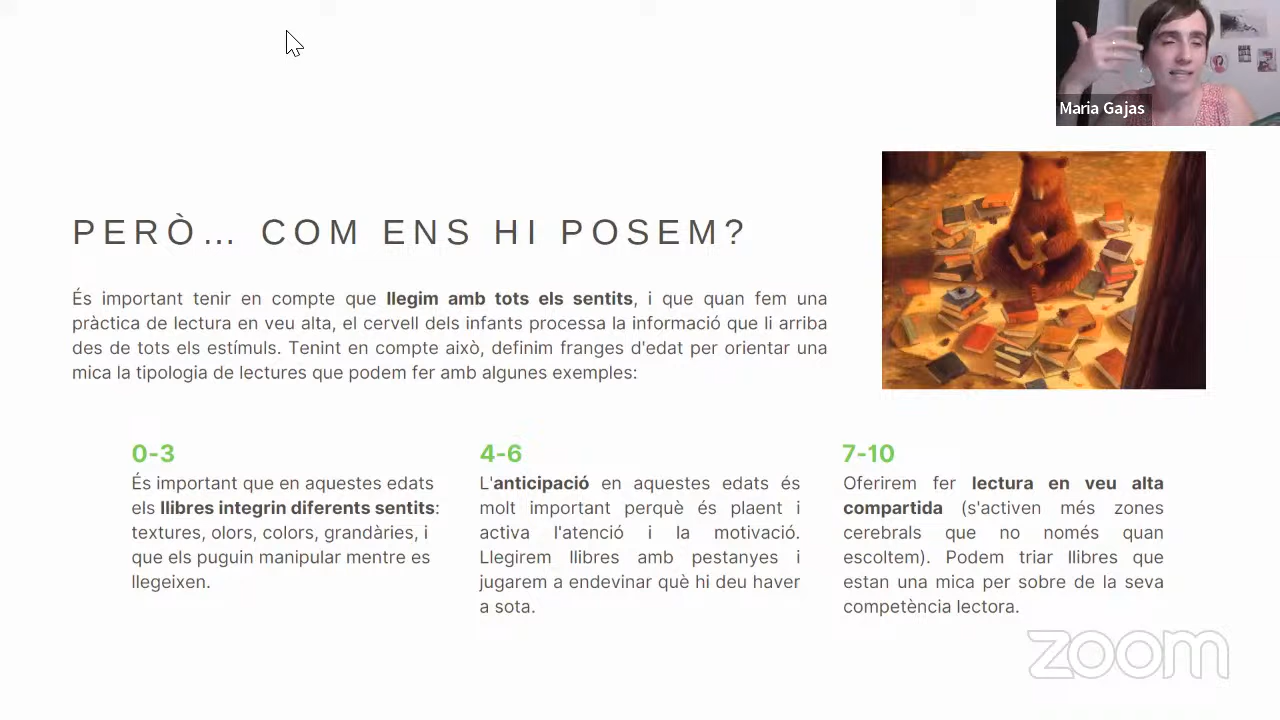 Maria Gajas
PERÒ... COM ENS HI POSEM?
És important tenir en compte que llegim amb tots els sentits, i que quan fem una
pràctica de lectura en veu alta, el cervell dels infants processa la informació que li arriba
des de tots els estímuls. Tenint en compte això, definim franges d'edat per orientar una
mica la tipologia de lectures que podem fer amb algunes exemples:
0-3
És important que en aquestes edats
els llibres integrin diferents sentits:
textures, olors, colors, grandàries, i
que els puguin manipular mentre es
llegeixen.
4-6
L'anticipació en aquestes edats és
molt important perquè és plaent i
activa l'atenció i la motivació.
Llegirem llibres amb pestanyes i
jugarem a endevinar què hi deu haver
a sota.
7-10
Oferirem fer lectura en veu alta
compartida (s'activen més zones
cerebrals que no només quan
escoltem). Podem triar llibres que
estan una mica per sobre de la seva
competència lectora.
zoom